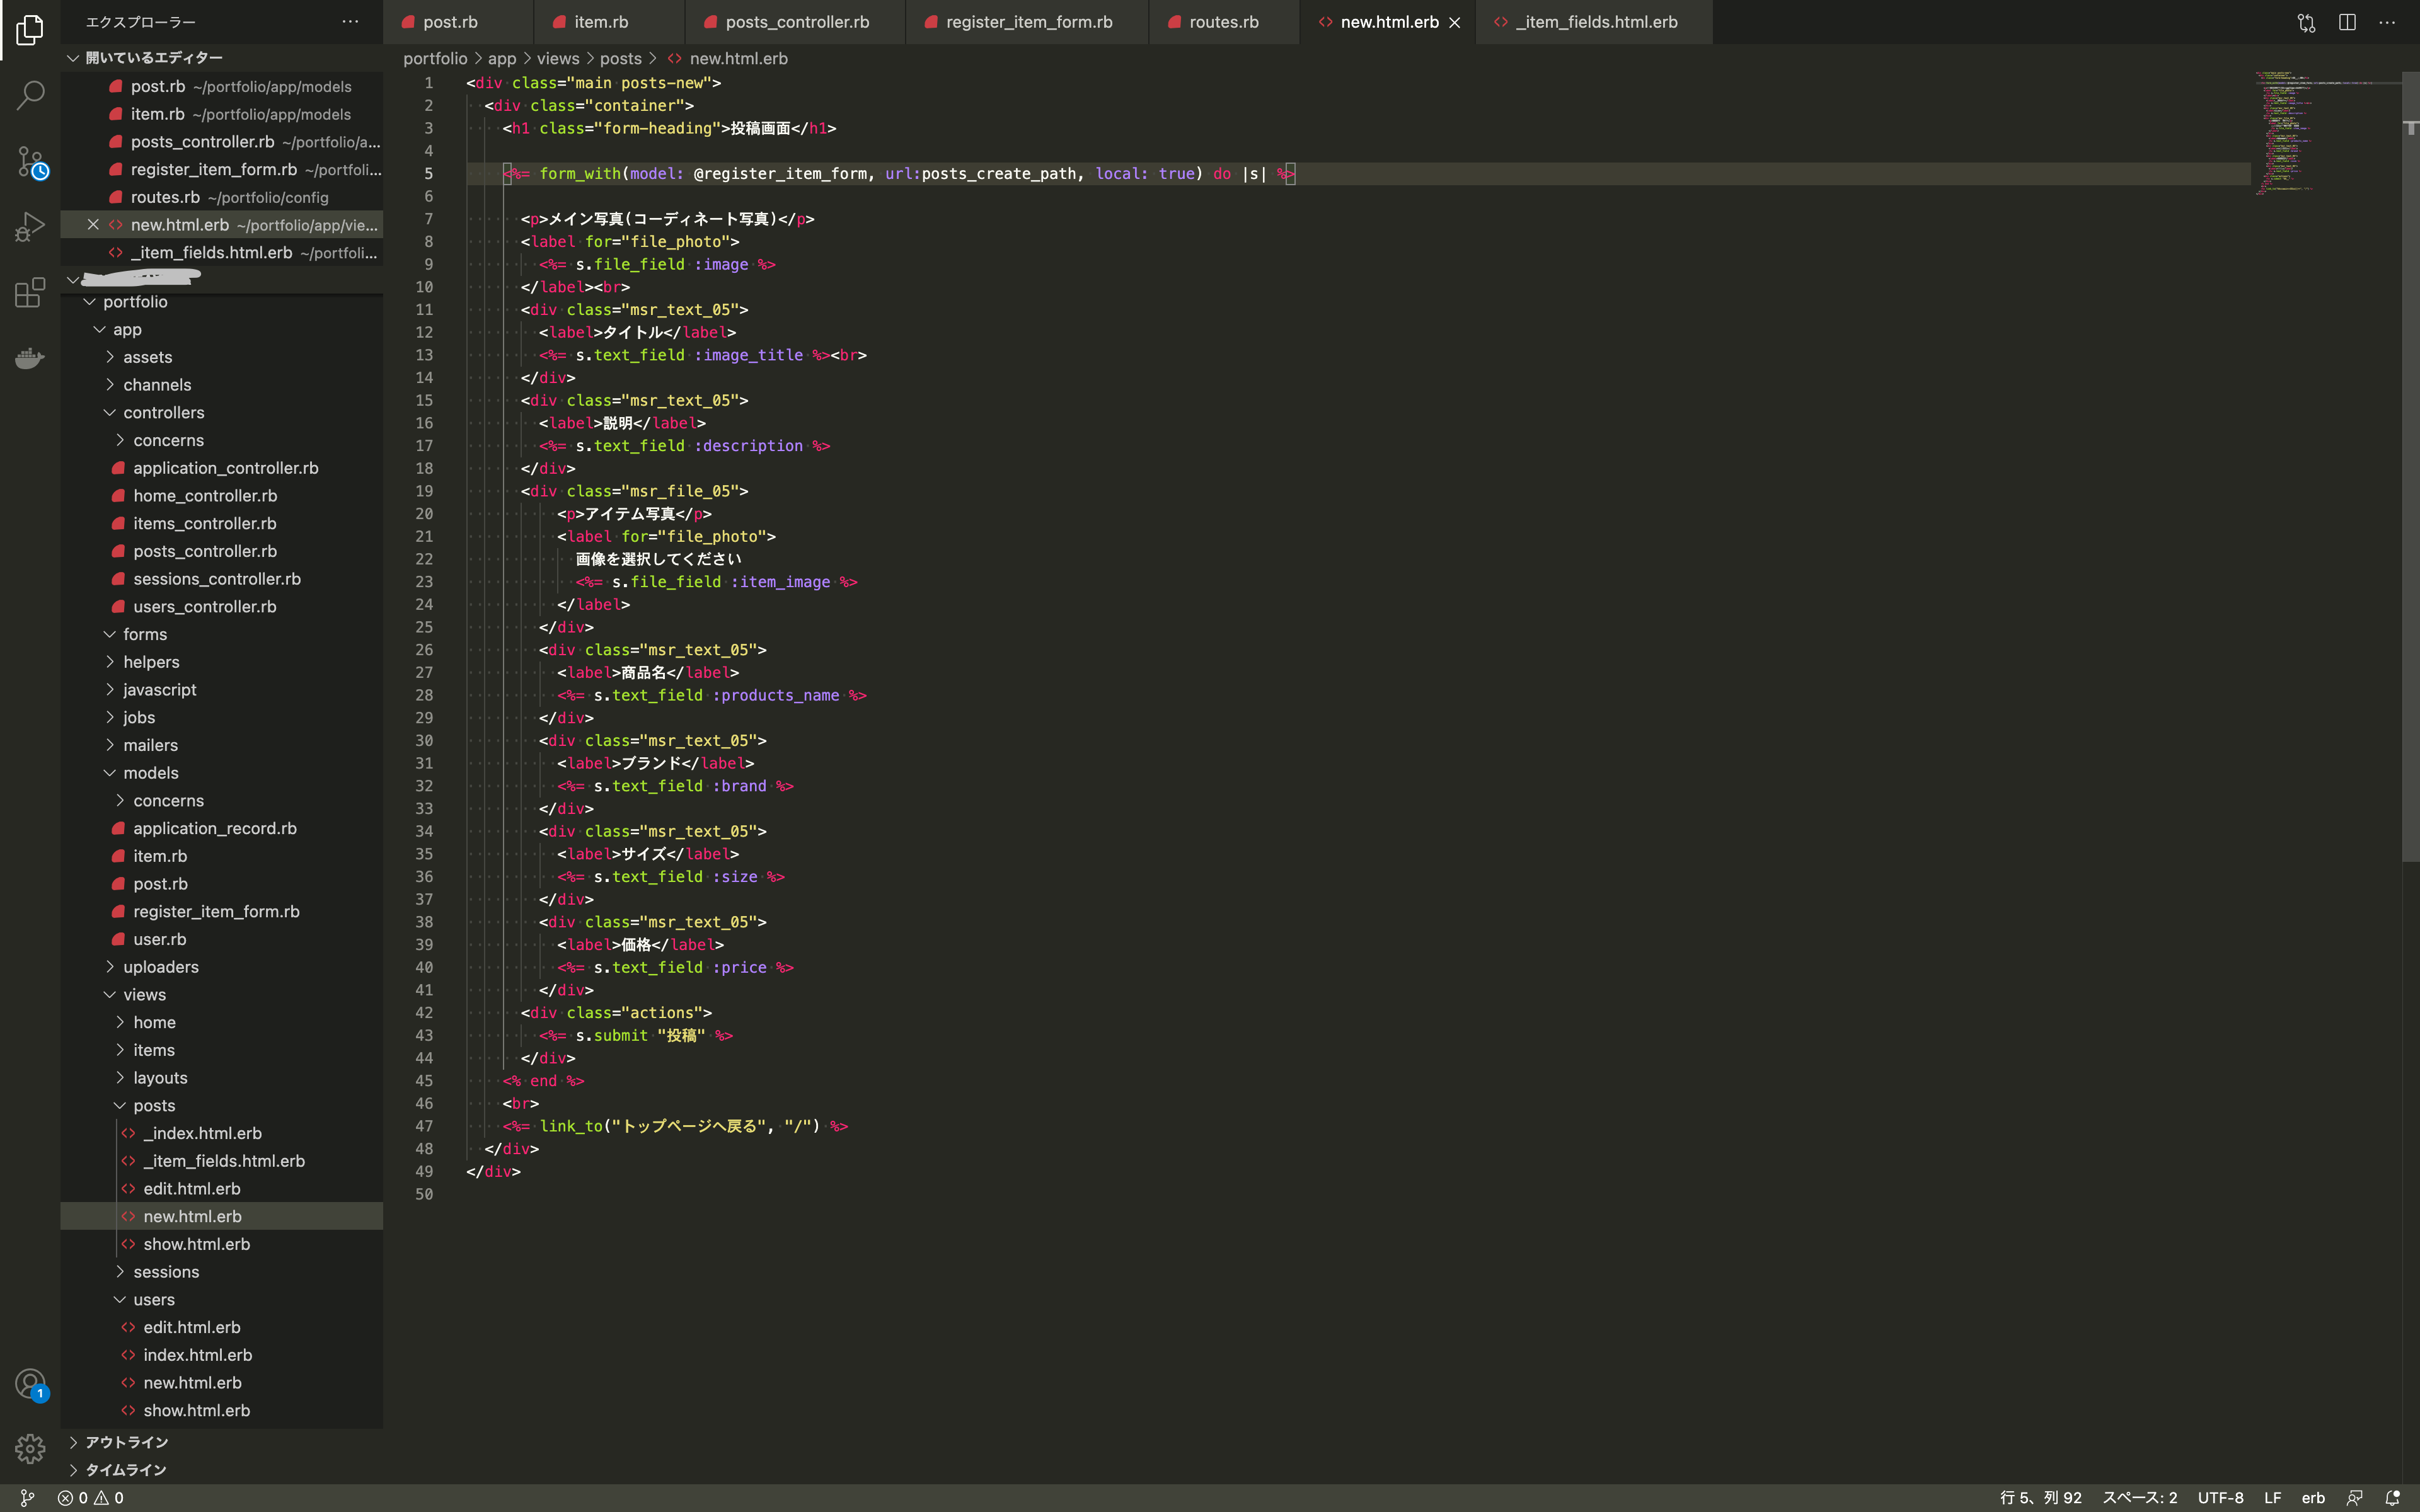 エクスプローラー
開いているエディター
post.rb ~/portfolio/app/models
item.rb ~/portfolio/app/models
posts_controller.rb ~/portfolio/a...
register_item_form.rb ~/portfoli...
routes.rb ~/portfolio/config
new.html.erb ~/portfolio/app/vie...
_item_fields.html.erb ~/portfoli...
portfolio
app
assets
channels
controllers
concerns
application_controller.rb
home_controller.rb
items_controller.rb
posts_controller.rb
sessions_controller.rb
users_controller.rb
forms
helpers
javascript
jobs
mailers
models
concerns
application_record.rb
item.rb
post.rb
register_item_form.rb
user.rb
uploaders
views
home
items
layouts
posts
_index.html.erb
_item_fields.html.erb
edit.html.erb
new.html.erb
show.html.erb
sessions
users
edit.html.erb
index.html.erb
new.html.erb
show.html.erb
アウトライン
タイムライン
post.rb item.rb posts_controller.rb register_item_form.rb routes.rb new.html.erb _item_fields.html.erb
portfolio > app > views > posts > new.html.erb
1 <div class="main posts-new">
2 <div class="container">
3 <h1 class="form-heading">投稿画面</h1>
4
5 <%= form_with(model: @register_item_form, url:posts_create_path, local: true) do |s| %>
6
7 <p>メイン写真(コーディネート写真)</p>
8 <label for="file_photo">
9 <%= s.file_field :image %>
10 </label><br>
11 <div class="msr_text_05">
12 <label>タイトル</label>
13 <%= s.text_field :image_title %><br>
14 </div>
15 <div class="msr_text_05">
16 <label>説明</label>
17 <%= s.text_field :description %>
18 </div>
19 <div class="msr_file_05">
20 <p>アイテム写真</p>
21 <label for="file_photo">
22 画像を選択してください
23 <%= s.file_field :item_image %>
24 </label>
25 </div>
26 <div class="msr_text_05">
27 <label>商品名</label>
28 <%= s.text_field :products_name %>
29 </div>
30 <div class="msr_text_05">
31 <label>ブランド</label>
32 <%= s.text_field :brand %>
33 </div>
34 <div class="msr_text_05">
35 <label>サイズ</label>
36 <%= s.text_field :size %>
37 </div>
38 <div class="msr_text_05">
39 <label>価格</label>
40 <%= s.text_field :price %>
41 </div>
42 <div class="actions">
43 <%= s.submit "投稿" %>
44 </div>
45 <% end %>
46 <br>
47 <%= link_to("トップページへ戻る", "/") %>
48 </div>
49 </div>
50
1
0 0
行 5、列 92 スペース: 2 UTF-8 LF erb